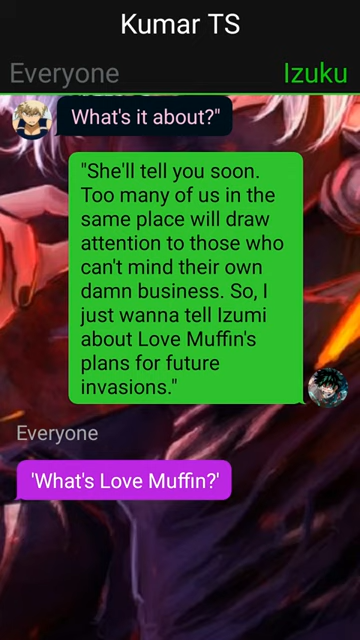 Kumar TS
Everyone
Izuku
What's it about?"
"She'll tell you soon.
Too many of us in the
same place will draw
attention to those who
can't mind their own
damn business. So, I
just wanna tell Izumi
about Love Muffin's
plans for future
invasions."
Everyone
'What's Love Muffin?'